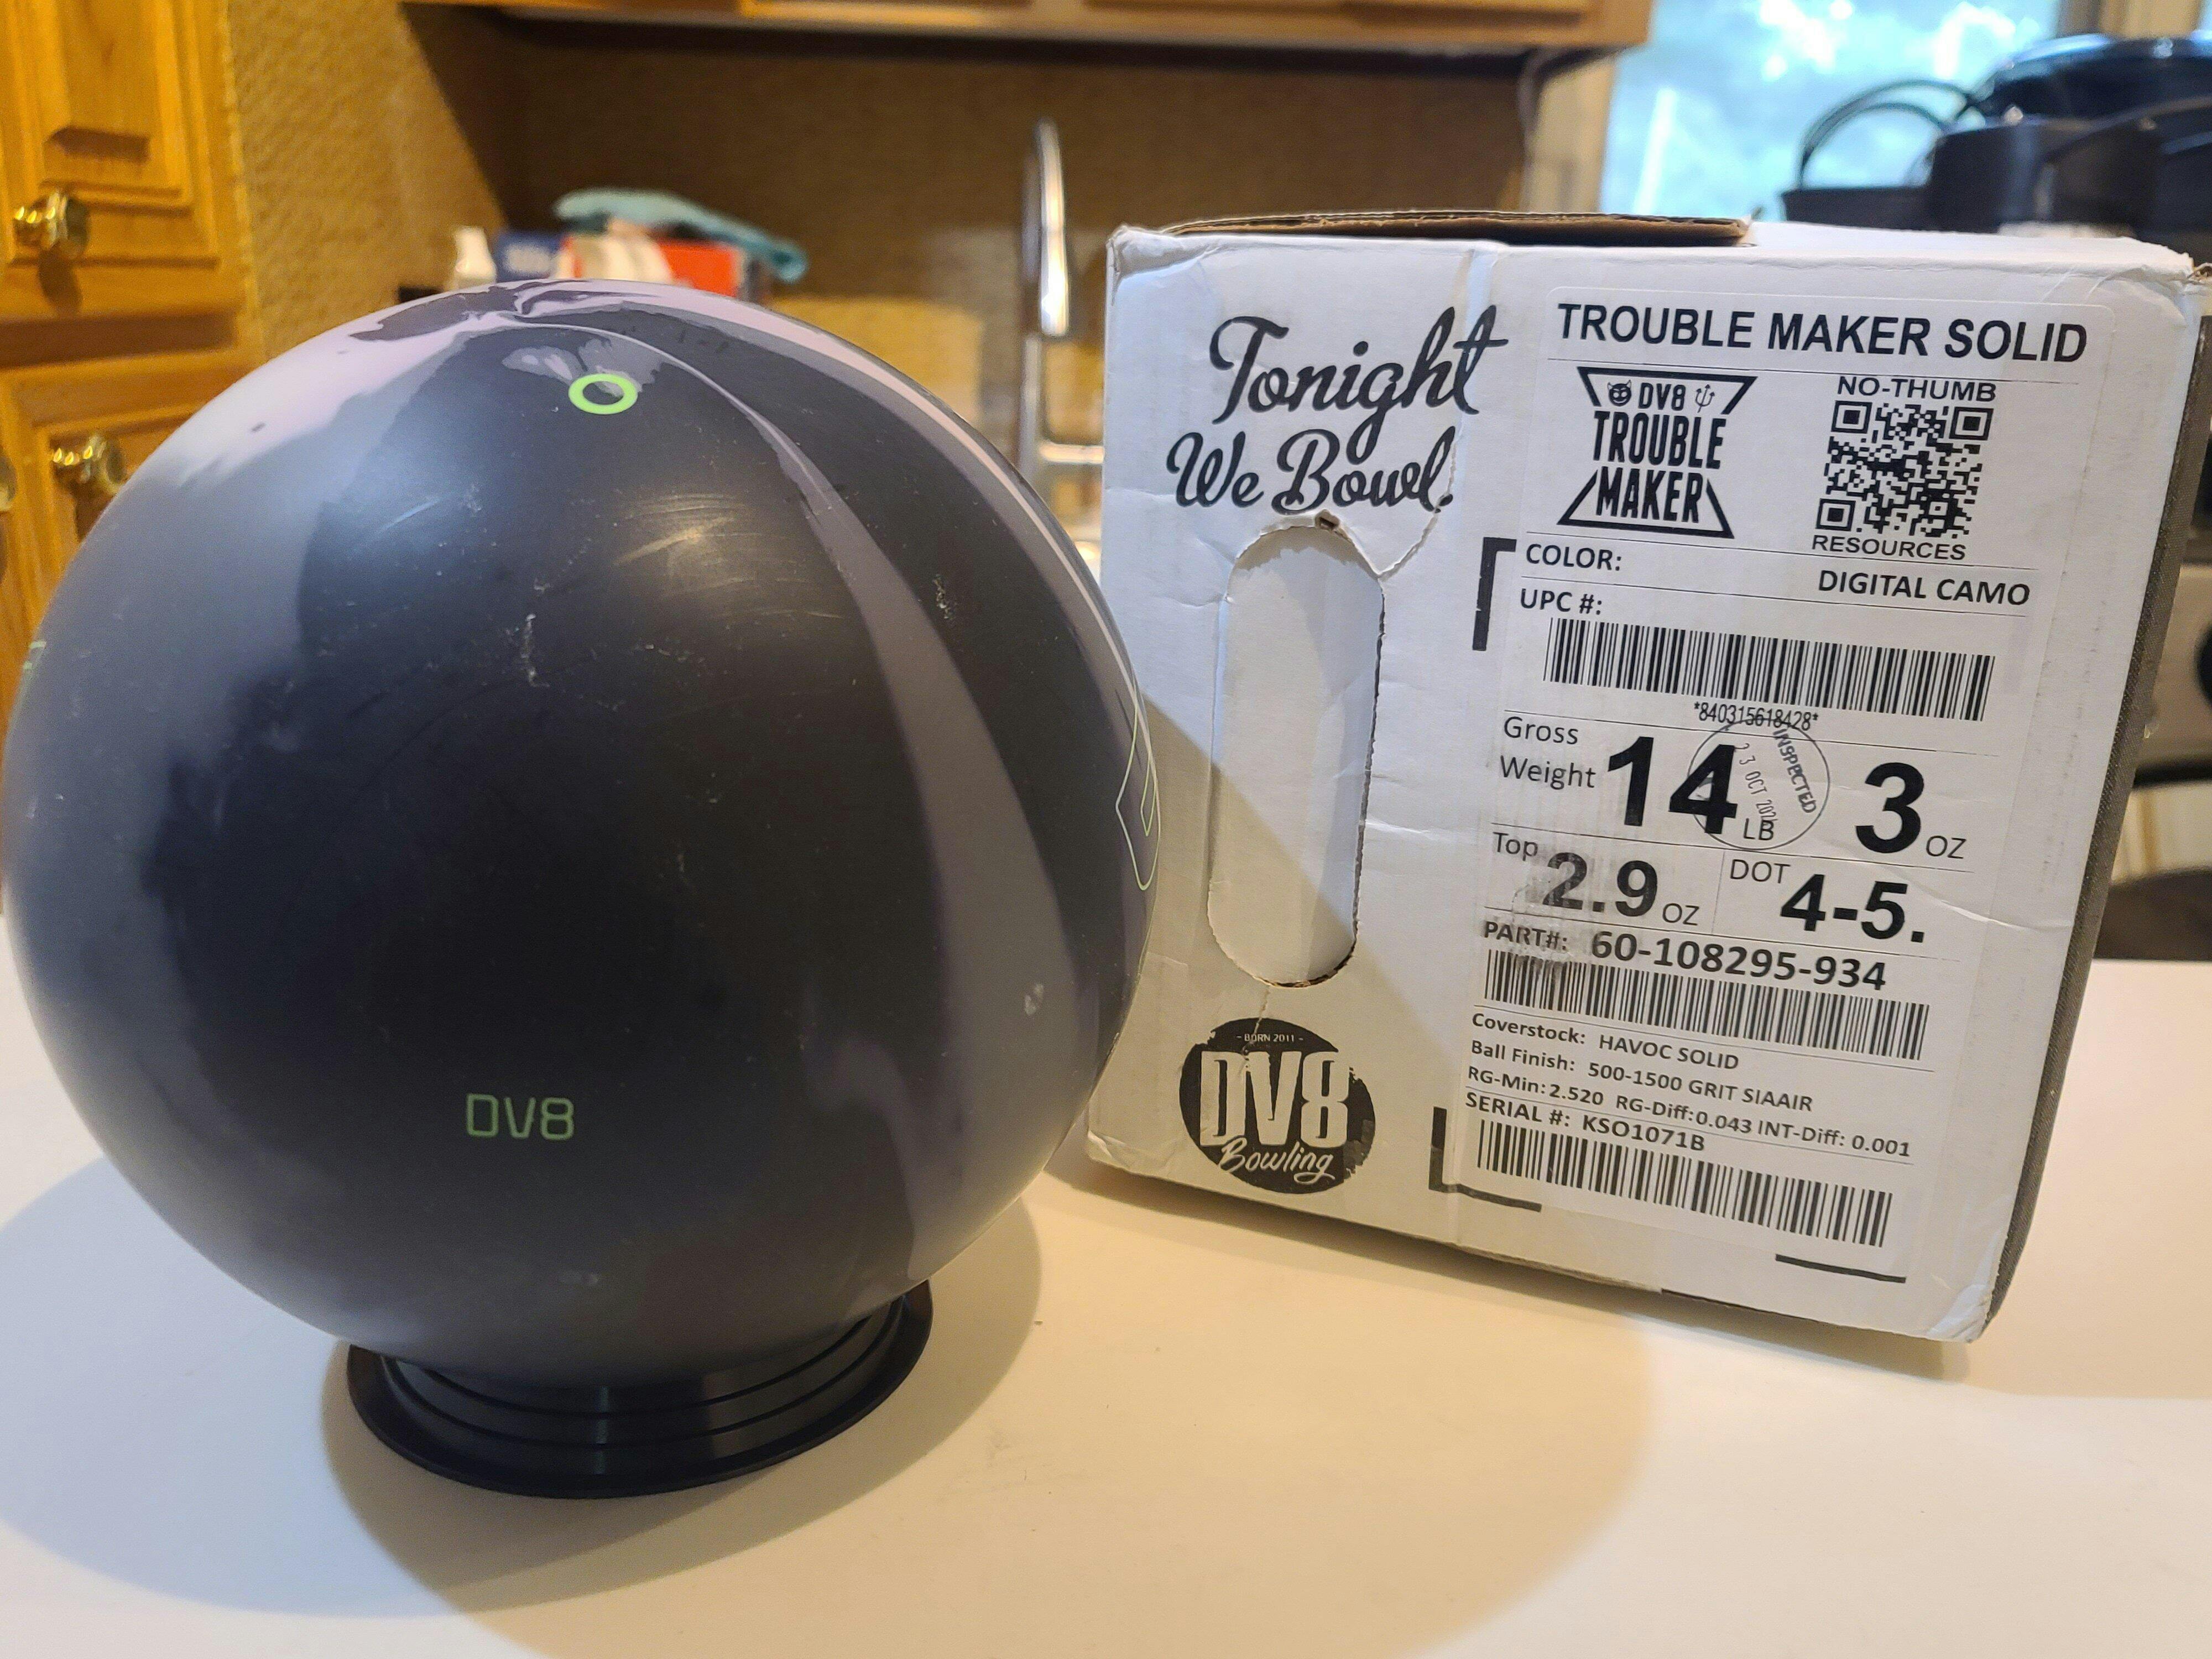 DV8
Tonight
We Bowl.
- BORN 2011 -
DV8
Bowling
TROUBLE MAKER SOLID
DV8
TROUBLE
MAKER
NO-THUMB
RESOURCES
COLOR: DIGITAL CAMO
UPC #:
*840315618428*
Gross
Weight 14 LB 3 OZ
INSPECTED
23 OCT
Top 2.9 OZ DOT 4-5.
PART#: 60-108295-934
Coverstock: HAVOC SOLID
Ball Finish: 500-1500 GRIT SIAAIR
RG-Min: 2.520 RG-Diff: 0.043 INT-Diff: 0.001
SERIAL #: KSO1071B